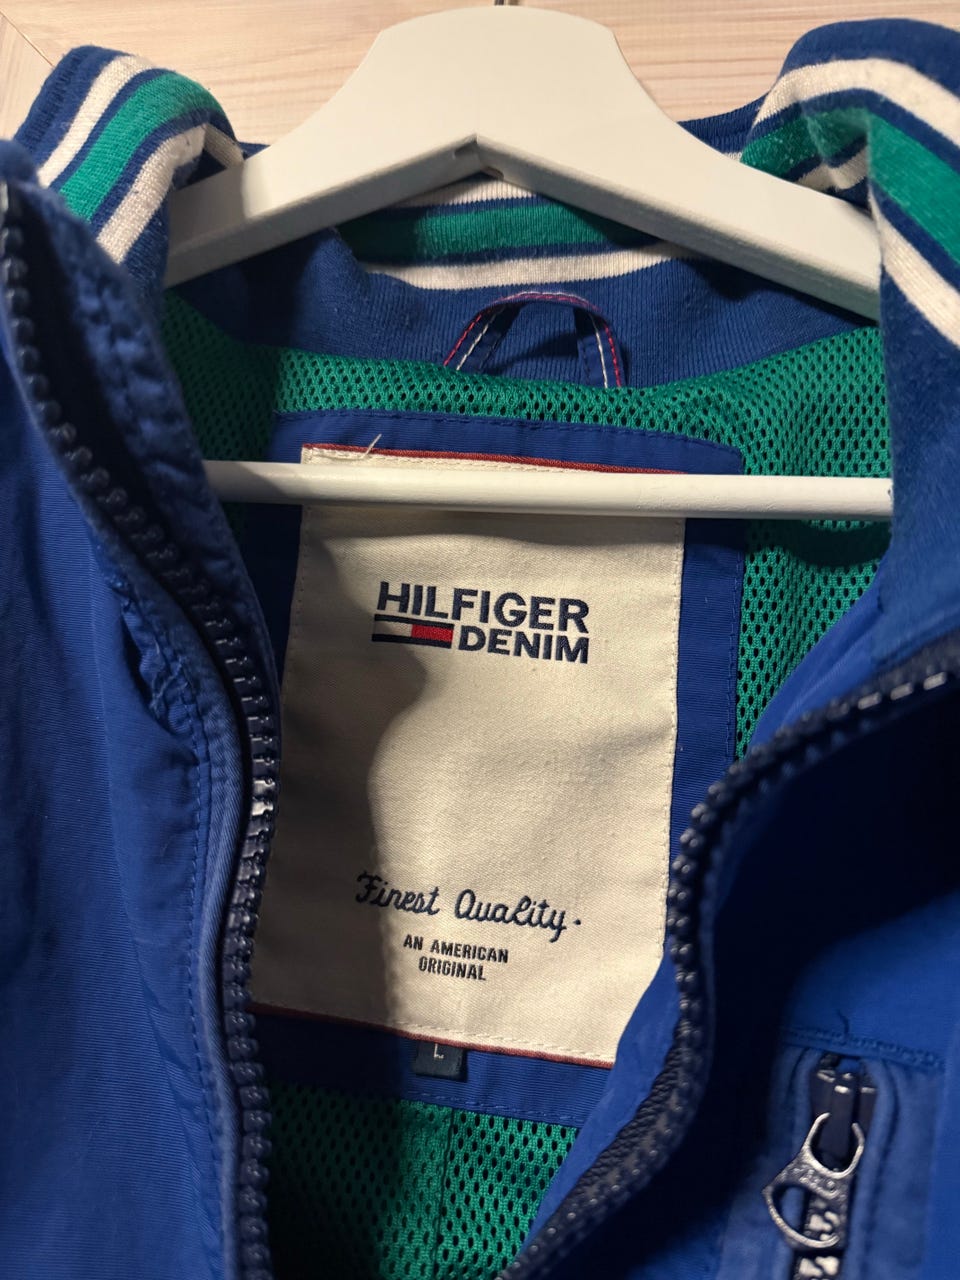 HILFIGER
DENIM
Finest Quality.
AN AMERICAN
ORIGINAL
L